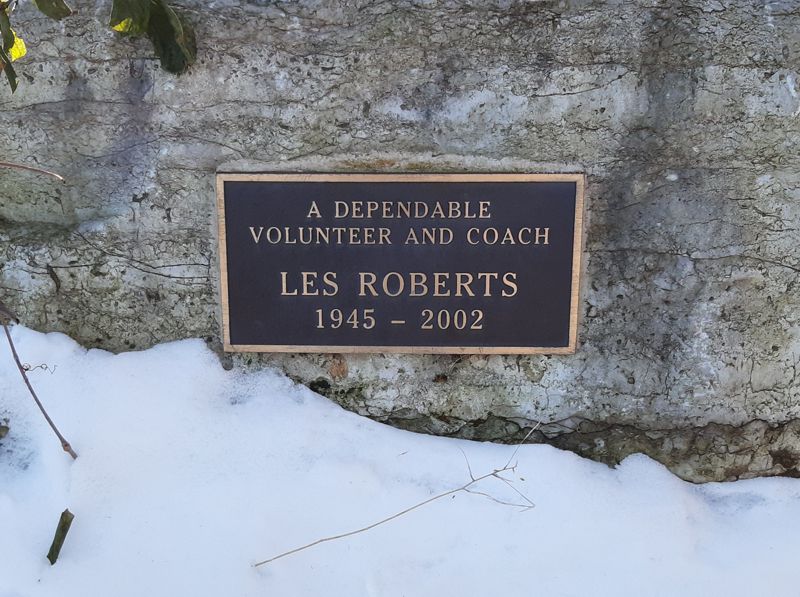 A DEPENDABLE
VOLUNTEER AND COACH
LES ROBERTS
1945 – 2002